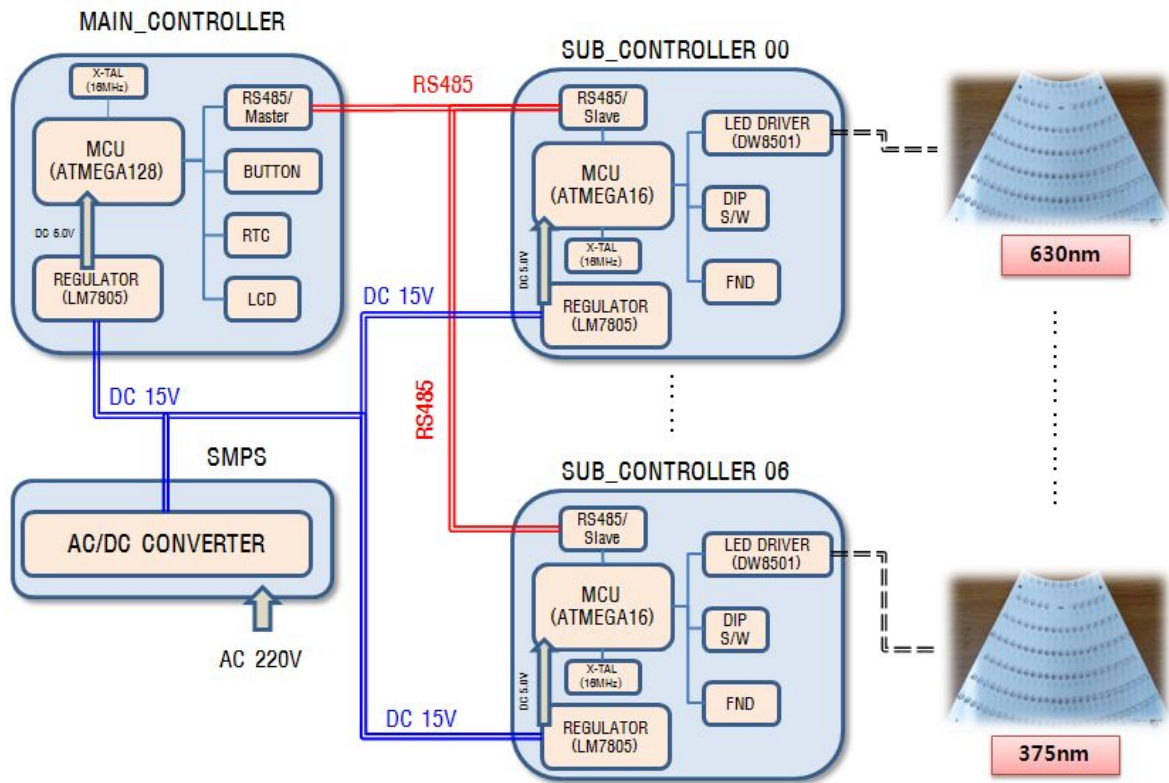 MAIN_CONTROLLER
X-TAL
(16MHz)
RS485/
Master
MCU
(ATMEGA128)
BUTTON
DC 5.0V
RTC
REGULATOR
(LM7805)
LCD
RS485
DC 15V
DC 15V
RS485
SMPS
AC/DC CONVERTER
AC 220V
SUB_CONTROLLER 00
RS485/
Slave
LED DRIVER
(DW8501)
MCU
(ATMEGA16)
DIP
S/W
X-TAL
(16MHz)
DC 5.0V
FND
REGULATOR
(LM7805)
630nm
SUB_CONTROLLER 06
RS485/
Slave
LED DRIVER
(DW8501)
MCU
(ATMEGA16)
DIP
S/W
X-TAL
(16MHz)
DC 5.0V
FND
DC 15V
REGULATOR
(LM7805)
375nm